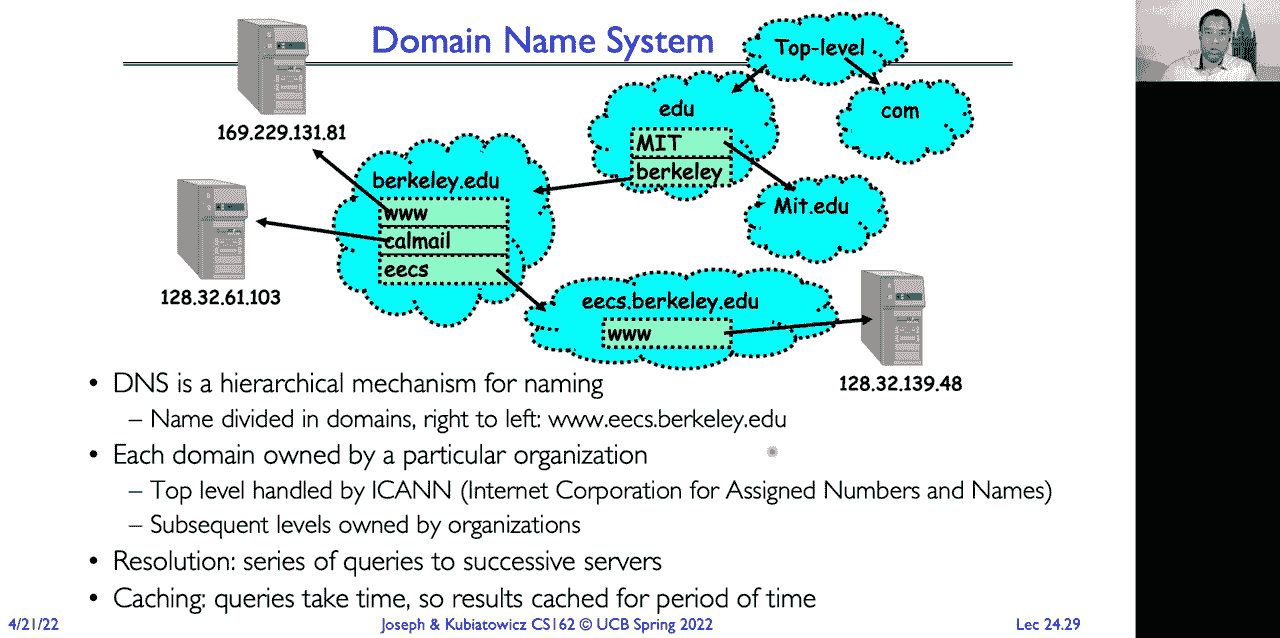 Domain Name System
Top-level
edu
com
MIT
berkeley
Mit.edu
169.229.131.81
berkeley.edu
www
calmail
eecs
128.32.61.103
eecs.berkeley.edu
www
128.32.139.48
• DNS is a hierarchical mechanism for naming
– Name divided in domains, right to left: www.eecs.berkeley.edu
• Each domain owned by a particular organization
– Top level handled by ICANN (Internet Corporation for Assigned Numbers and Names)
– Subsequent levels owned by organizations
• Resolution: series of queries to successive servers
• Caching: queries take time, so results cached for period of time
4/21/22
Joseph & Kubiatowicz CS162 © UCB Spring 2022
Lec 24.29